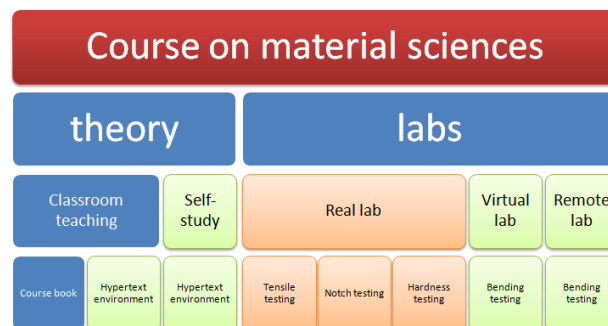 Course on material sciences
theory
labs
Classroom
teaching
Self-
study
Real lab
Virtual
lab
Remote
lab
Course book
Hypertext
environment
Hypertext
environment
Tensile
testing
Notch testing
Hardness
testing
Bending
testing
Bending
testing